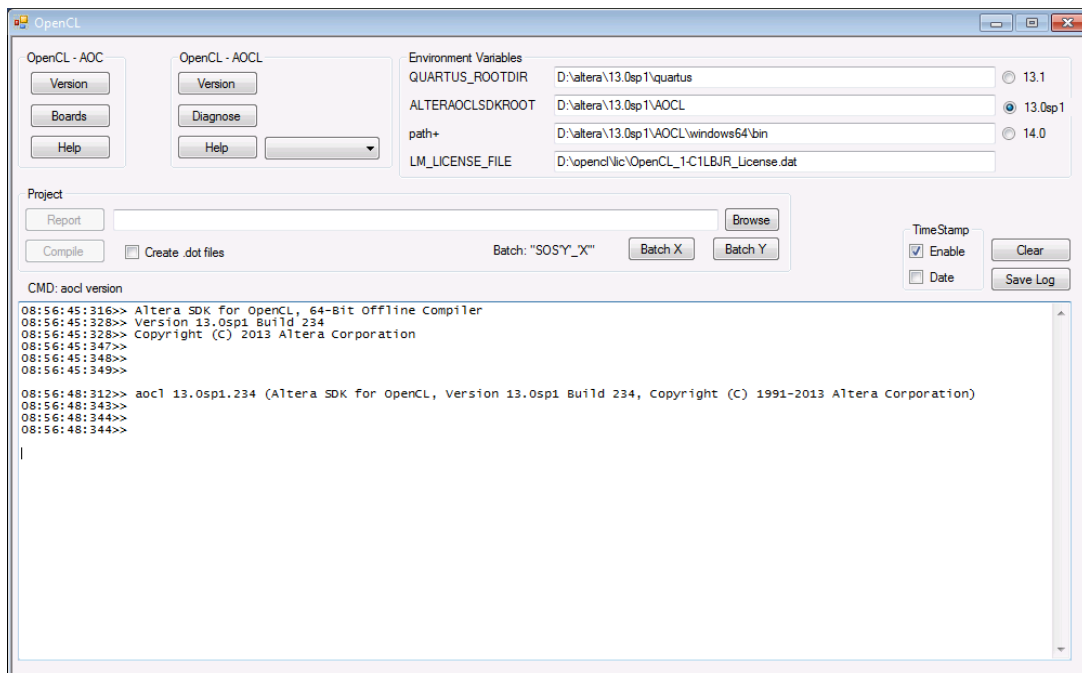 OpenCL
OpenCL - AOC
Version
Boards
Help
OpenCL - AOCL
Version
Diagnose
Help
Environment Variables
QUARTUS_ROOTDIR D:\altera\13.0sp1\quartus 13.1
ALTERAOCLSDKROOT D:\altera\13.0sp1\AOCL 13.0sp1
path+ D:\altera\13.0sp1\AOCL\windows64\bin 14.0
LM_LICENSE_FILE D:\opencl\lic\OpenCL_1-C1LBJR_License.dat
Project
Report Browse
Compile Create .dot files Batch: "SOS'Y'_'X'" Batch X Batch Y
TimeStamp
Enable
Date
Clear
Save Log
CMD: aocl version
08:56:45:316>> Altera SDK for OpenCL, 64-Bit Offline Compiler
08:56:45:328>> Version 13.0sp1 Build 234
08:56:45:328>> Copyright (C) 2013 Altera Corporation
08:56:45:347>>
08:56:45:348>>
08:56:45:349>>
08:56:48:312>> aocl 13.0sp1.234 (Altera SDK for OpenCL, Version 13.0sp1 Build 234, Copyright (C) 1991-2013 Altera Corporation)
08:56:48:343>>
08:56:48:344>>
08:56:48:344>>